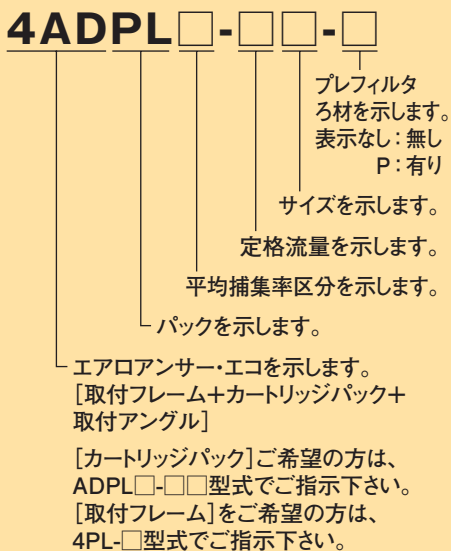 4ADPL□-□□-□
プレフィルタ
ろ材を示します。
表示なし：無し
P：有り
サイズを示します。
定格流量を示します。
平均捕集率区分を示します。
パックを示します。
エアロアンサー・エコを示します。
［取付フレーム＋カートリッジパック＋
取付アングル］
［カートリッジパック］ご希望の方は、
ADPL□-□□型式でご指示下さい。
［取付フレーム］をご希望の方は、
4PL-□型式でご指示下さい。